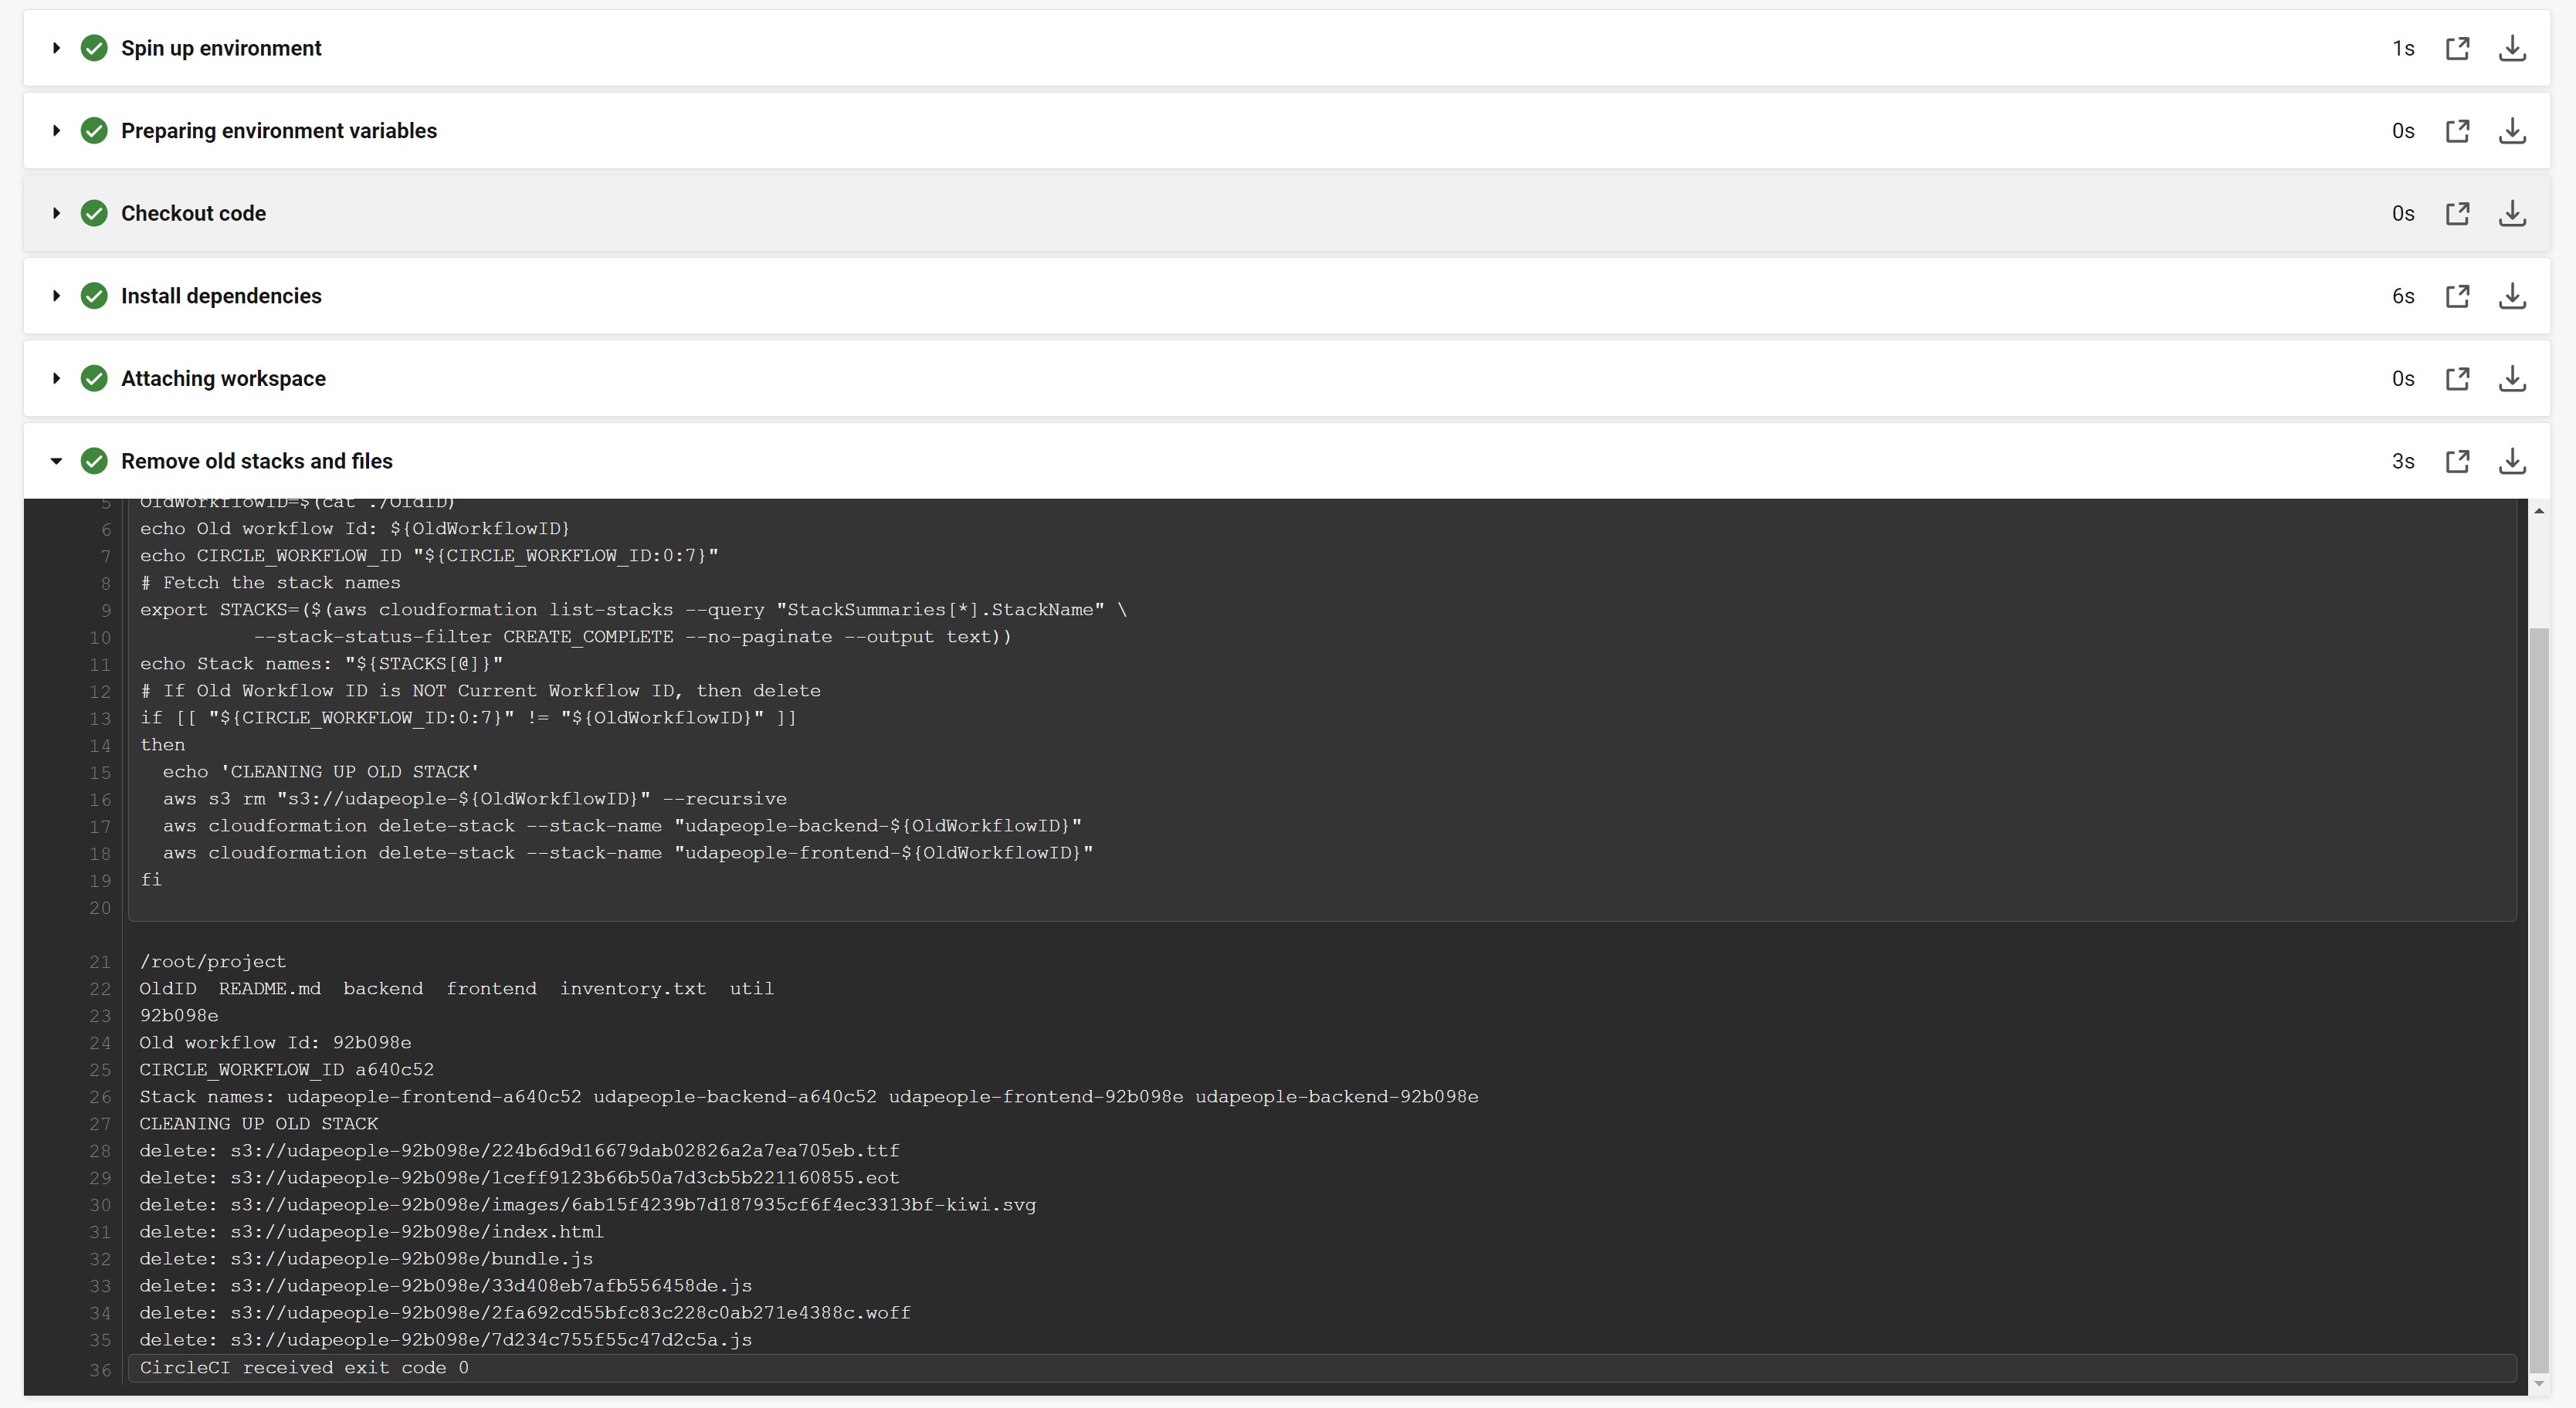 Spin up environment 1s
Preparing environment variables 0s
Checkout code 0s
Install dependencies 6s
Attaching workspace 0s
Remove old stacks and files 3s
5 OldWorkflowID=$(cat ./OldID)
6 echo Old workflow Id: ${OldWorkflowID}
7 echo CIRCLE_WORKFLOW_ID "${CIRCLE_WORKFLOW_ID:0:7}"
8 # Fetch the stack names
9 export STACKS=($(aws cloudformation list-stacks --query "StackSummaries[*].StackName" \
10           --stack-status-filter CREATE_COMPLETE --no-paginate --output text))
11 echo Stack names: "${STACKS[@]}"
12 # If Old Workflow ID is NOT Current Workflow ID, then delete
13 if [[ "${CIRCLE_WORKFLOW_ID:0:7}" != "${OldWorkflowID}" ]]
14 then
15   echo 'CLEANING UP OLD STACK'
16   aws s3 rm "s3://udapeople-${OldWorkflowID}" --recursive
17   aws cloudformation delete-stack --stack-name "udapeople-backend-${OldWorkflowID}"
18   aws cloudformation delete-stack --stack-name "udapeople-frontend-${OldWorkflowID}"
19 fi
20
21 /root/project
22 OldID  README.md  backend  frontend  inventory.txt  util
23 92b098e
24 Old workflow Id: 92b098e
25 CIRCLE_WORKFLOW_ID a640c52
26 Stack names: udapeople-frontend-a640c52 udapeople-backend-a640c52 udapeople-frontend-92b098e udapeople-backend-92b098e
27 CLEANING UP OLD STACK
28 delete: s3://udapeople-92b098e/224b6d9d16679dab02826a2a7ea705eb.ttf
29 delete: s3://udapeople-92b098e/1ceff9123b66b50a7d3cb5b221160855.eot
30 delete: s3://udapeople-92b098e/images/6ab15f4239b7d187935cf6f4ec3313bf-kiwi.svg
31 delete: s3://udapeople-92b098e/index.html
32 delete: s3://udapeople-92b098e/bundle.js
33 delete: s3://udapeople-92b098e/33d408eb7afb556458de.js
34 delete: s3://udapeople-92b098e/2fa692cd55bfc83c228c0ab271e4388c.woff
35 delete: s3://udapeople-92b098e/7d234c755f55c47d2c5a.js
36 CircleCI received exit code 0